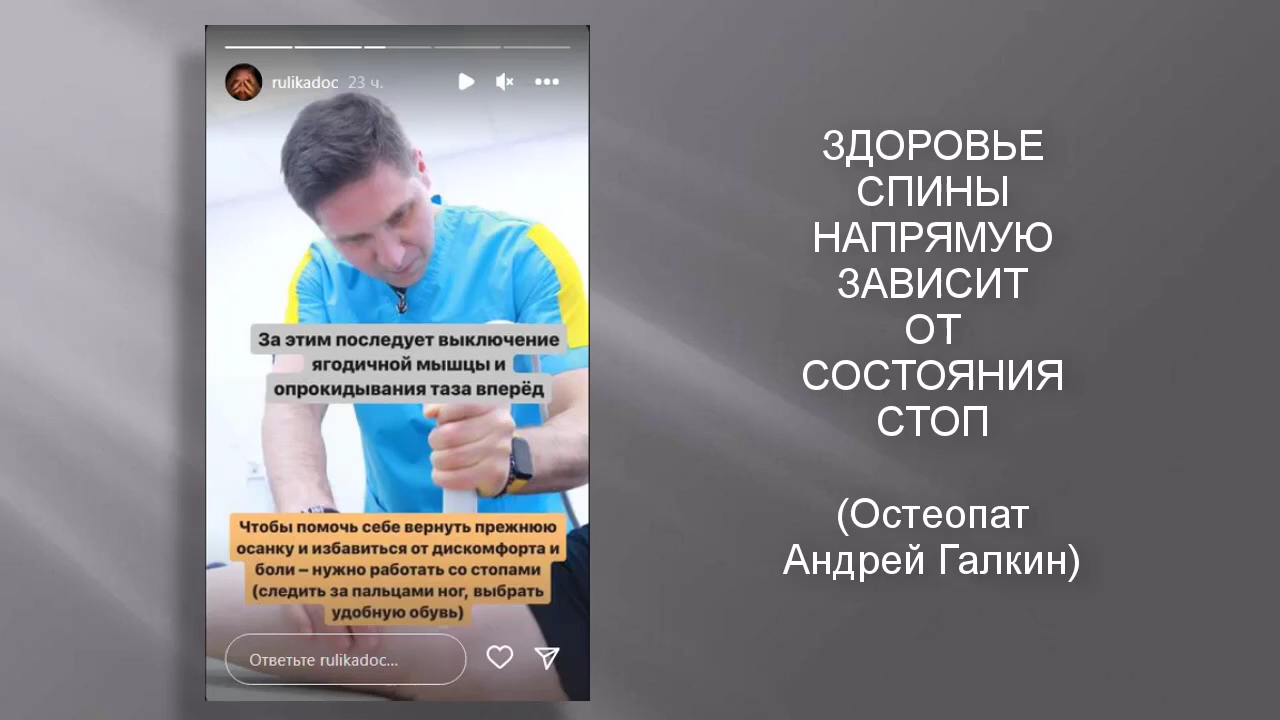 rulikadoc 23 ч.
За этим последует выключение
ягодичной мышцы и
опрокидывания таза вперёд
Чтобы помочь себе вернуть прежнюю
осанку и избавиться от дискомфорта и
боли – нужно работать со стопами
(следить за пальцами ног, выбрать
удобную обувь)
Ответьте rulikadoc...
ЗДОРОВЬЕ
СПИНЫ
НАПРЯМУЮ
ЗАВИСИТ
ОТ
СОСТОЯНИЯ
СТОП
(Остеопат
Андрей Галкин)